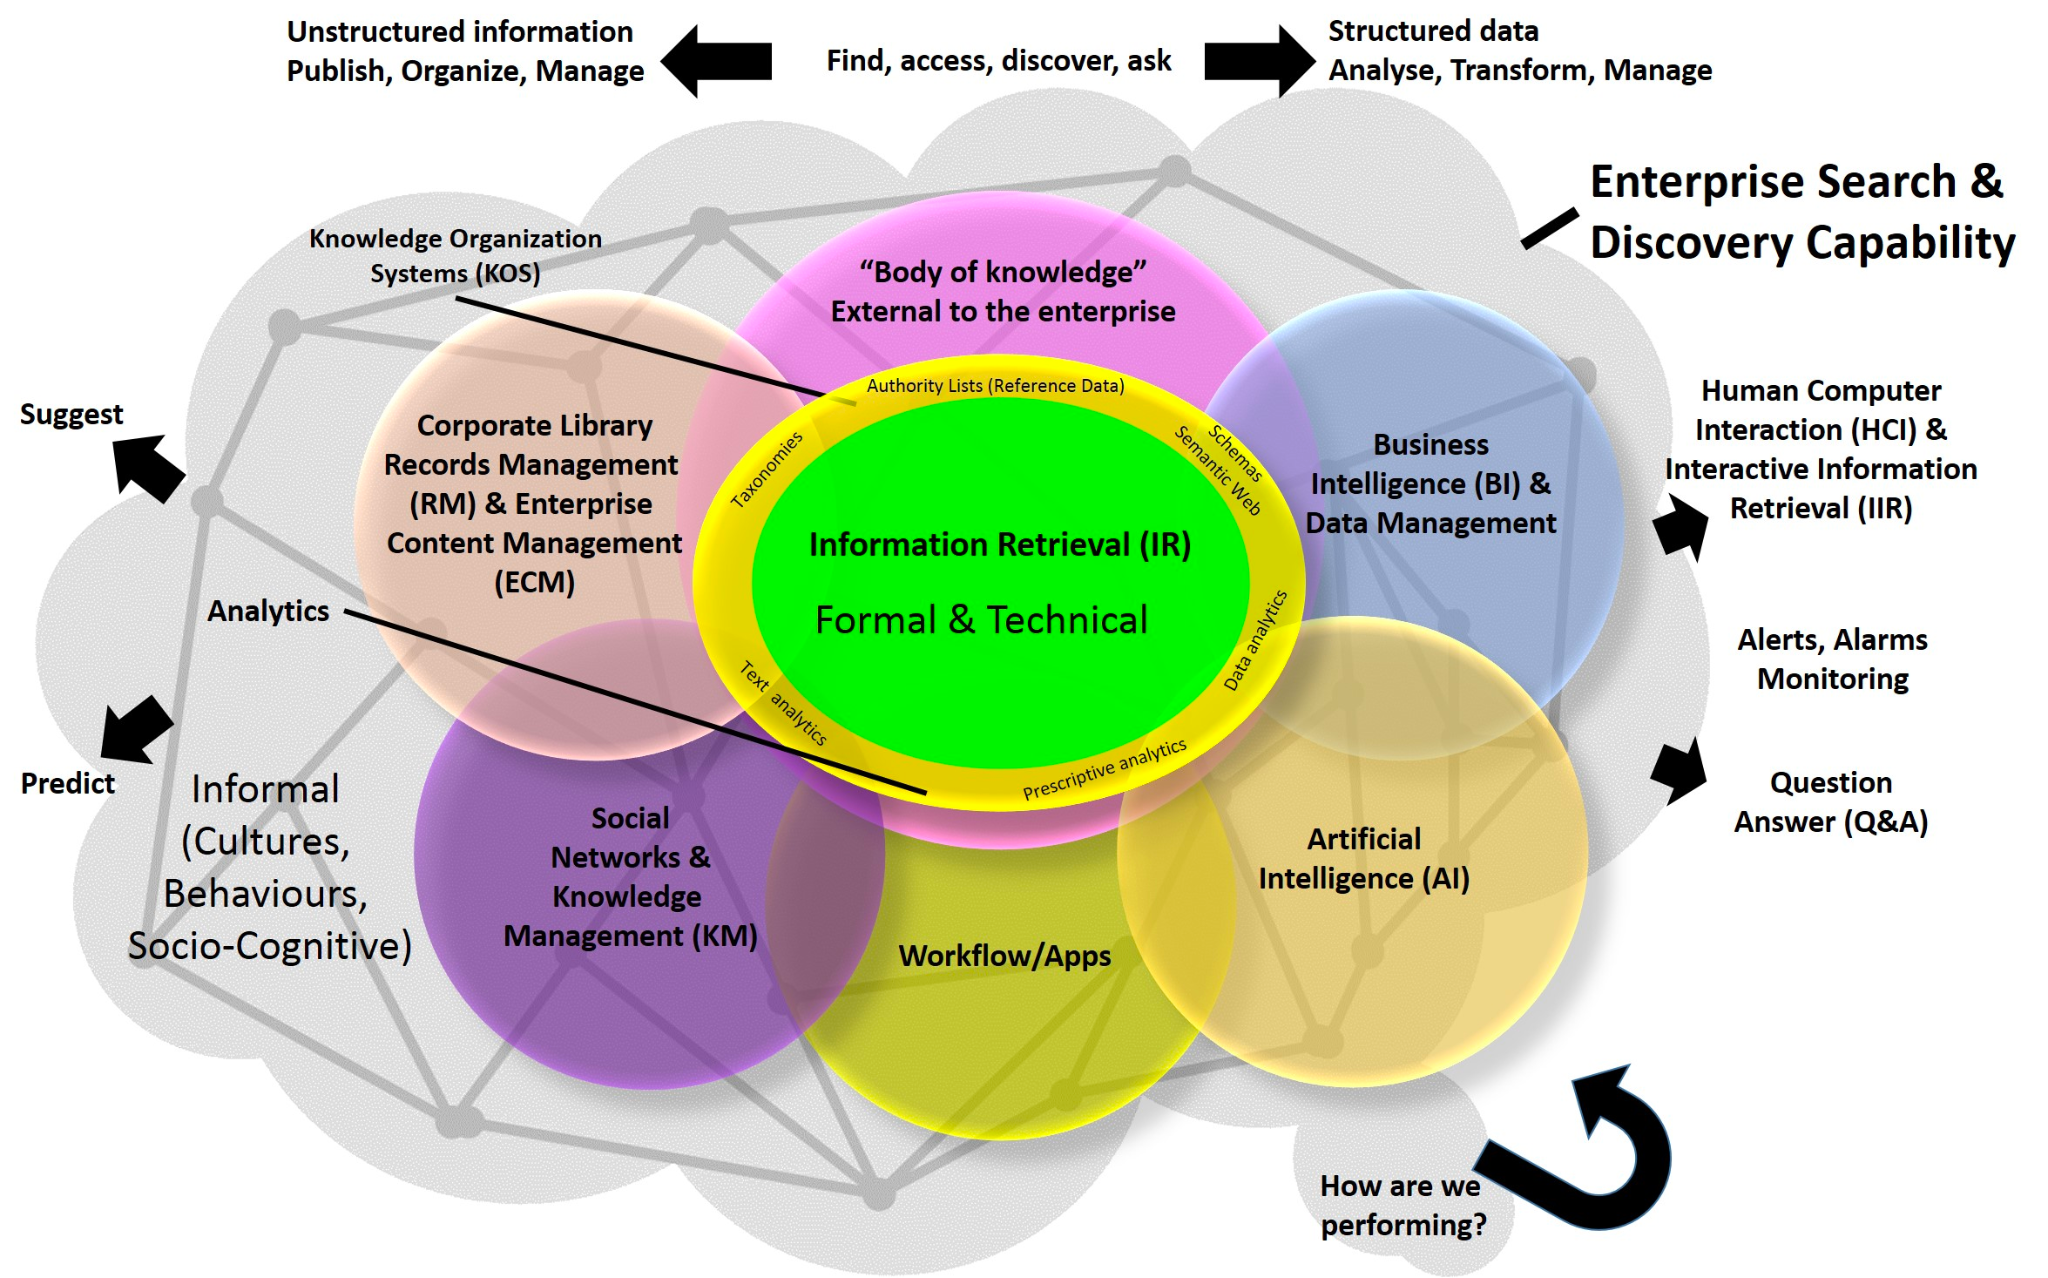 Unstructured information
Publish, Organize, Manage
Find, access, discover, ask
Structured data
Analyse, Transform, Manage
Enterprise Search &
Discovery Capability
Knowledge Organization
Systems (KOS)
“Body of knowledge”
External to the enterprise
Authority Lists (Reference Data)
Taxonomies
Schemas
Semantic Web
Suggest
Corporate Library
Records Management
(RM) & Enterprise
Content Management
(ECM)
Business
Intelligence (BI) &
Data Management
Human Computer
Interaction (HCI) &
Interactive Information
Retrieval (IIR)
Information Retrieval (IR)
Formal & Technical
Analytics
Text analytics
Data analytics
Prescriptive analytics
Alerts, Alarms
Monitoring
Predict
Informal
(Cultures,
Behaviours,
Socio-Cognitive)
Social
Networks &
Knowledge
Management (KM)
Workflow/Apps
Artificial
Intelligence (AI)
Question
Answer (Q&A)
How are we
performing?